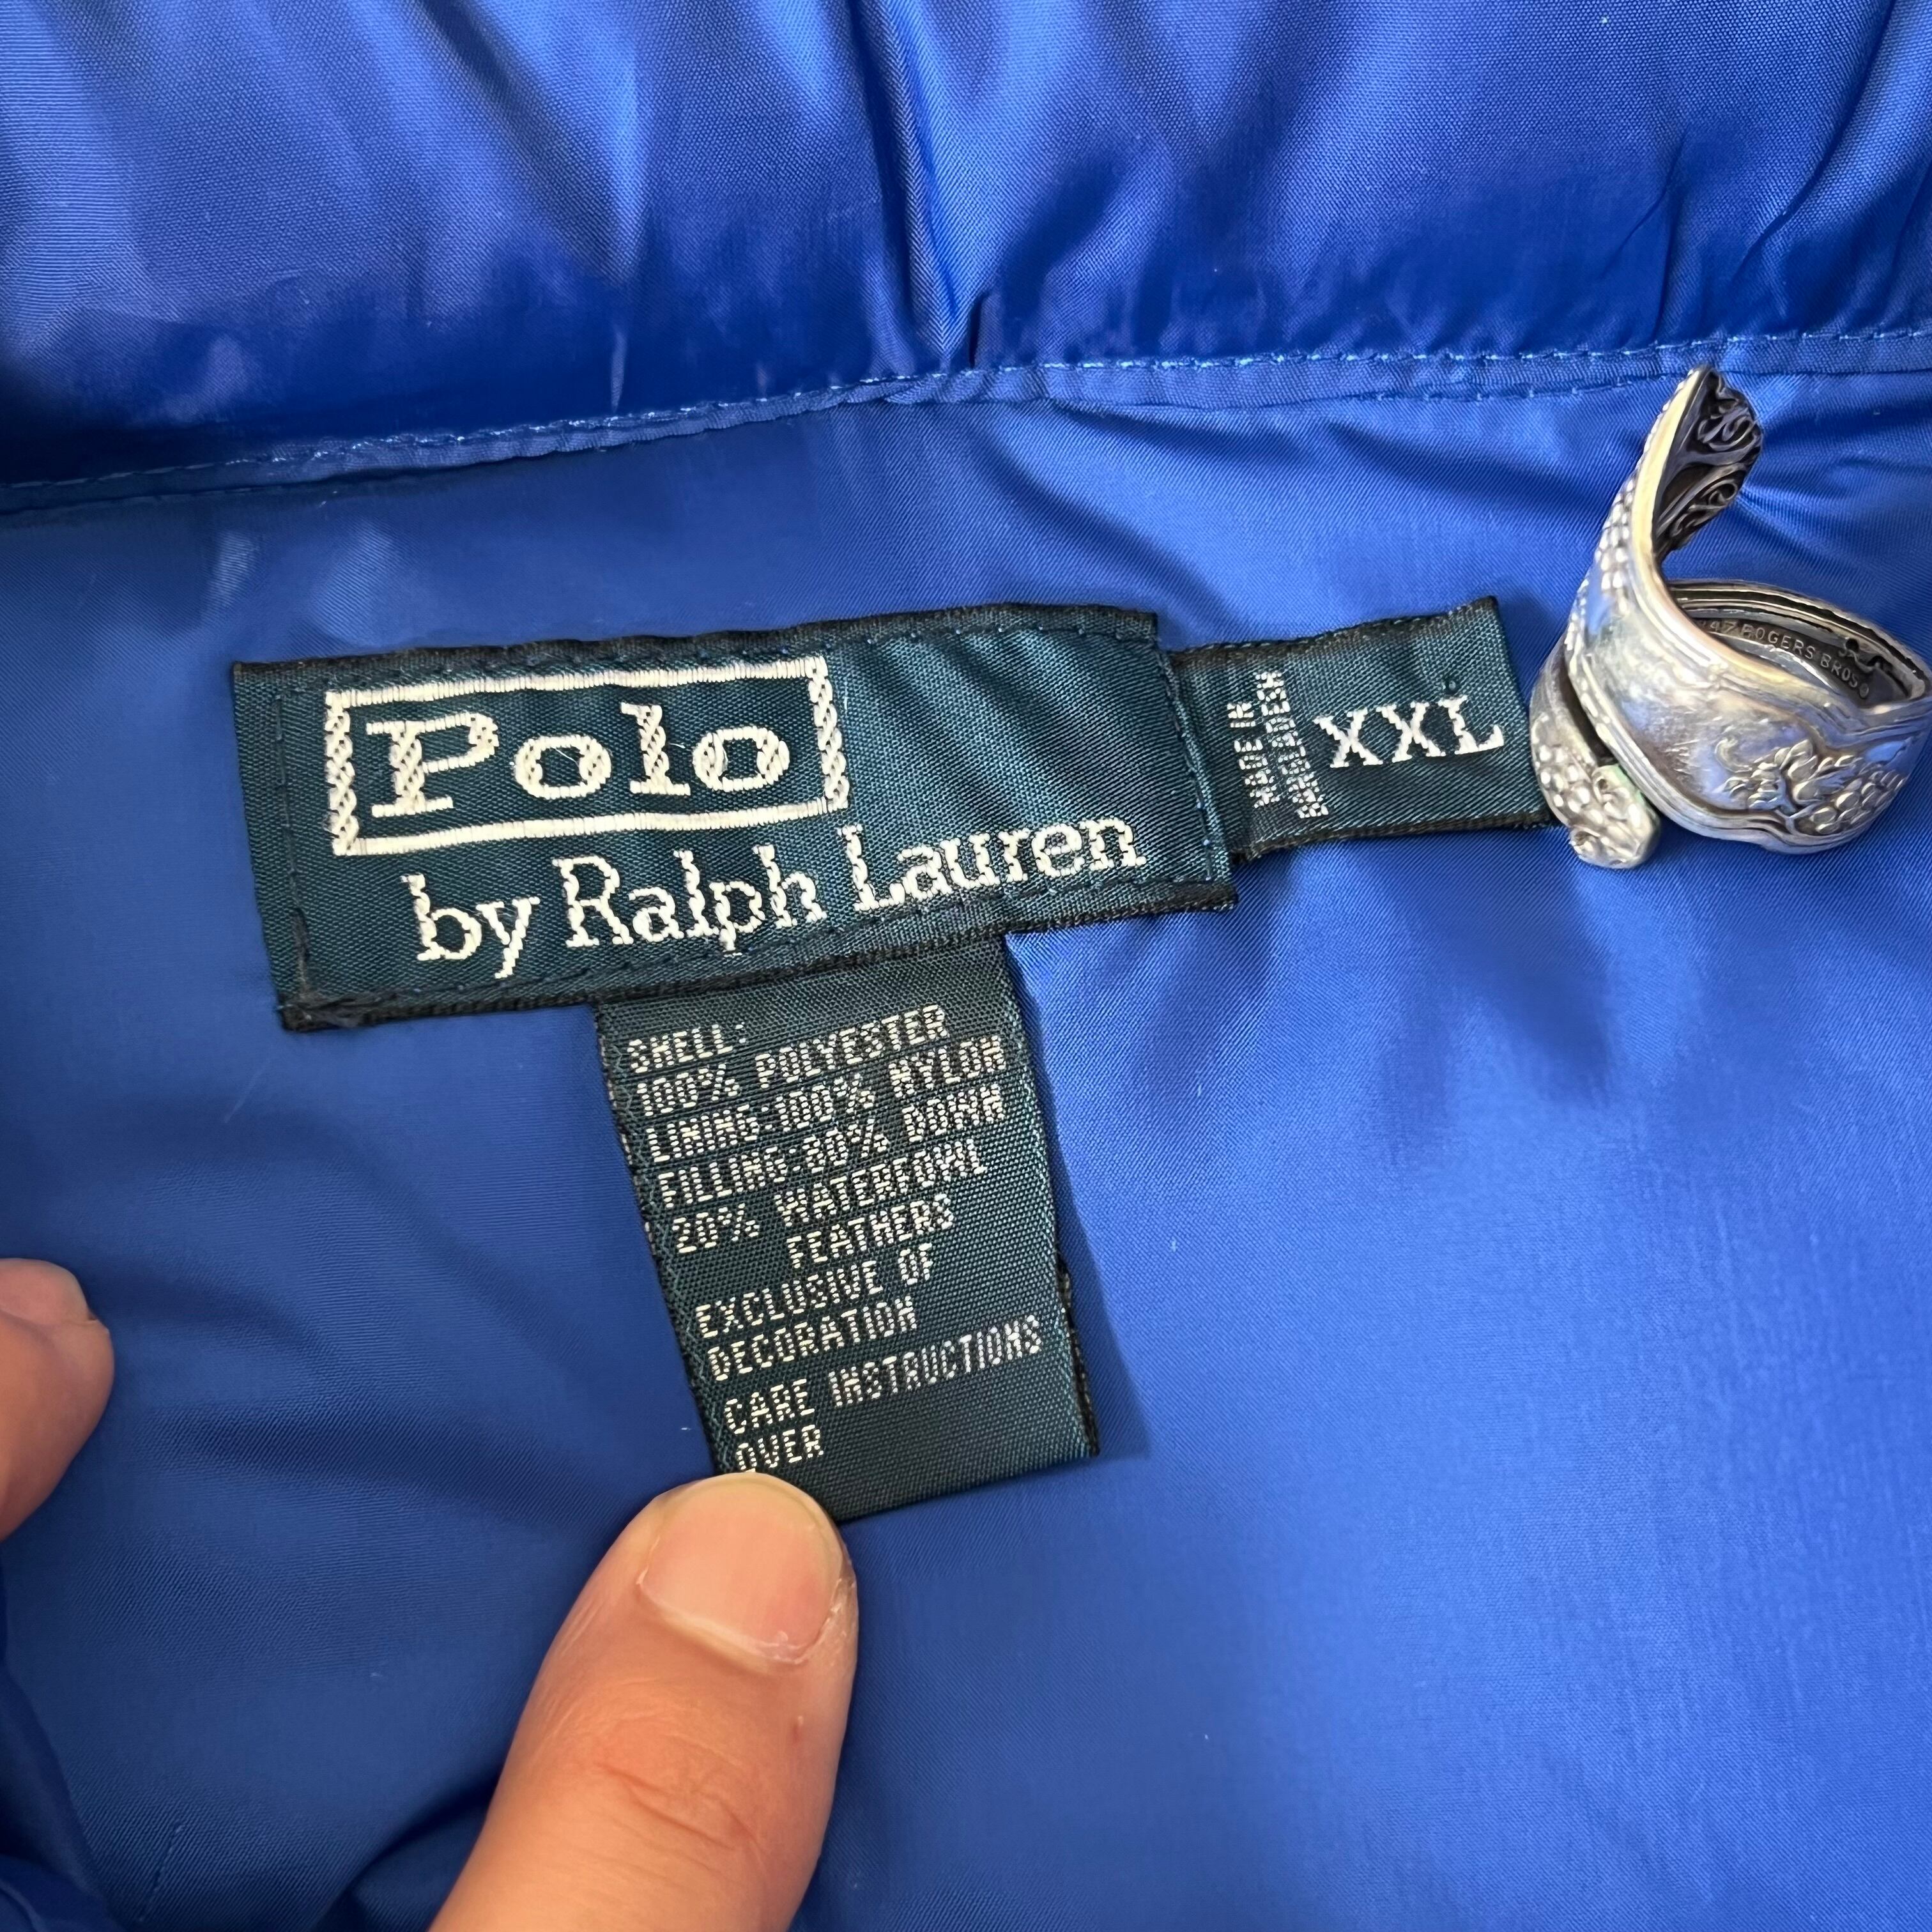 Polo
by Ralph Lauren
MADE IN
BANGLADESH
XXL
1847 ROGERS BROS
SHELL:
100% POLYESTER
LINING:100% NYLON
FILLING:80% DOWN
20% WATERFOWL
FEATHERS
EXCLUSIVE OF
DECORATION
CARE INSTRUCTIONS
OVER